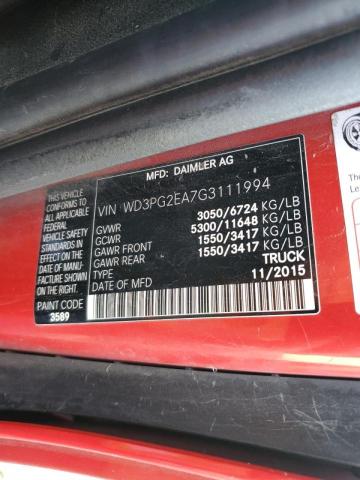 MFD: DAIMLER AG
THIS VEHICLE
CONFORMS TO
ALL APPLICABLE
FEDERAL
MOTOR VEHICLE
SAFETY
STANDARDS IN
EFFECT ON THE
DATE OF MANU-
FACTURE SHOWN
ON THE RIGHT.
PAINT CODE
3589
VIN WD3PG2EA7G3111994
GVWR 3050/6724 KG/LB
GCWR 5300/11648 KG/LB
GAWR FRONT 1550/3417 KG/LB
GAWR REAR 1550/3417 KG/LB
TYPE TRUCK
DATE OF MFD 11/2015